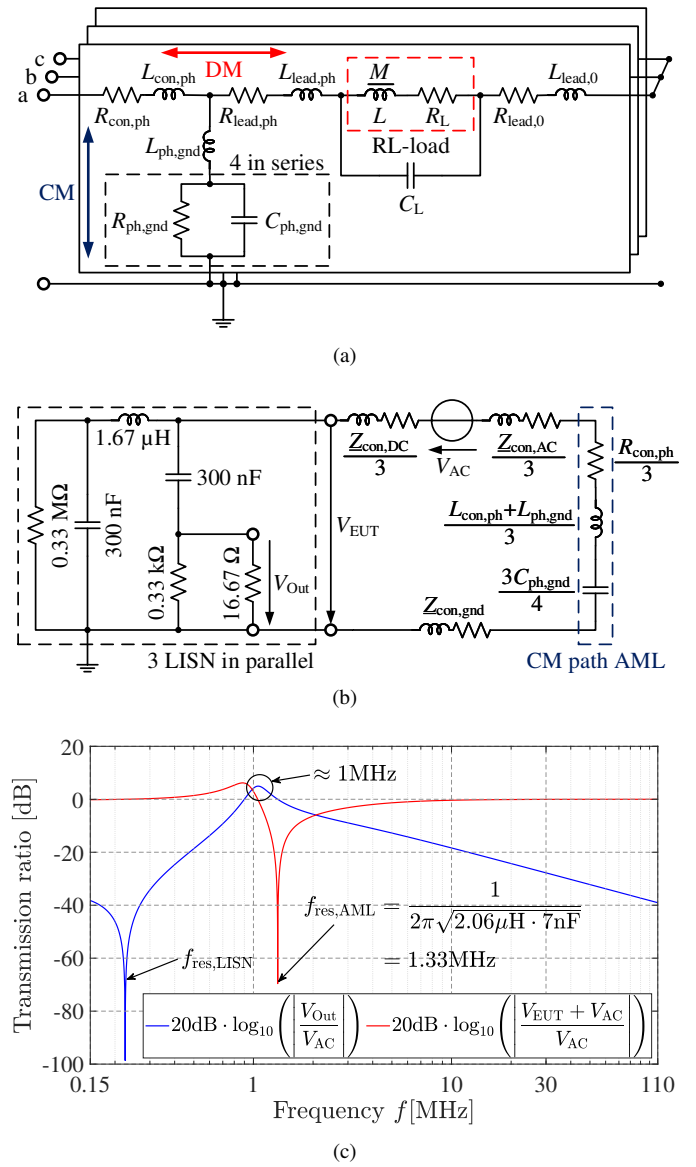 c
b
a
L_con,ph
DM
L_lead,ph
M
L_lead,0
R_con,ph
R_lead,ph
L
R_L
R_lead,0
L_ph,gnd
RL-load
4 in series
CM
C_L
R_ph,gnd
C_ph,gnd
(a)
1.67 µH
0.33 MΩ
300 nF
300 nF
0.33 kΩ
16.67 Ω
V_Out
V_EUT
3 LISN in parallel
Z_con,DC
3
V_AC
Z_con,AC
3
R_con,ph
3
L_con,ph+L_ph,gnd
3
3C_ph,gnd
4
Z_con,gnd
CM path AML
(b)
Transmission ratio [dB]
20
0
-20
-40
-60
-80
-100
≈ 1MHz
f_res,LISN
f_res,AML = 1 / 2π√2.06µH · 7nF
= 1.33MHz
20dB · log₁₀(|V_Out / V_AC|)
20dB · log₁₀(|V_EUT + V_AC / V_AC|)
0.15
1
10
30
110
Frequency f[MHz]
(c)